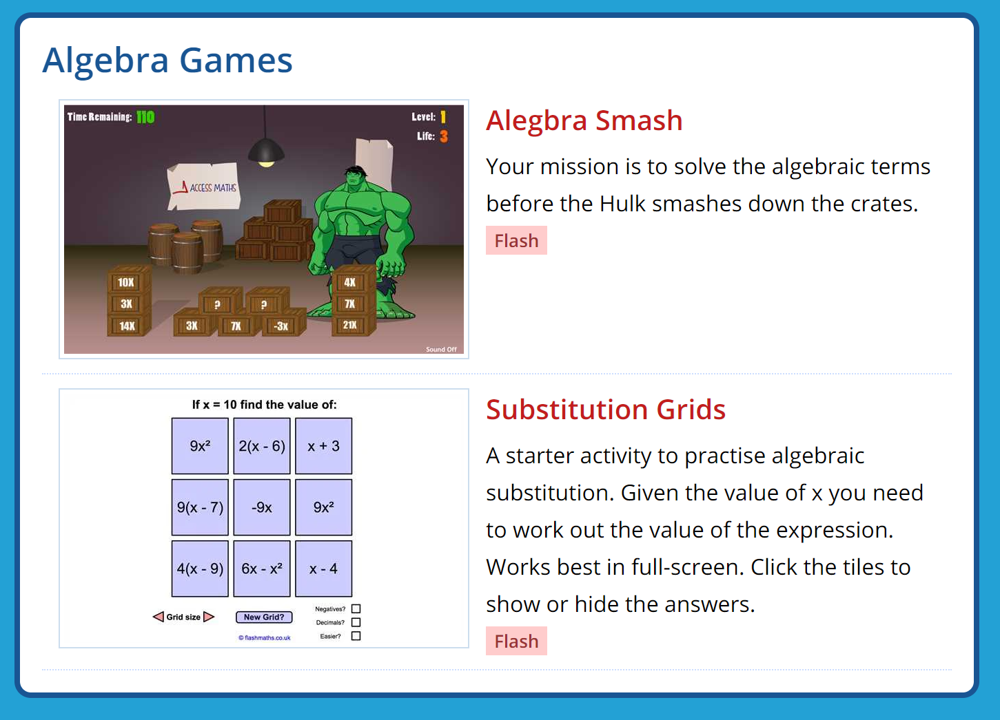 Algebra Games
Time Remaining: 110
Level: 1
Life: 3
ACCESS MATHS
10X
3X
14X
? ?
3X 7X -3x
4X
7X
21X
Sound Off
Alegbra Smash
Your mission is to solve the algebraic terms
before the Hulk smashes down the crates.
Flash
If x = 10 find the value of:
9x² 2(x - 6) x + 3
9(x - 7) -9x 9x²
4(x - 9) 6x - x² x - 4
Grid size
New Grid?
© flashmaths.co.uk
Negatives?
Decimals?
Easier?
Substitution Grids
A starter activity to practise algebraic
substitution. Given the value of x you need
to work out the value of the expression.
Works best in full-screen. Click the tiles to
show or hide the answers.
Flash